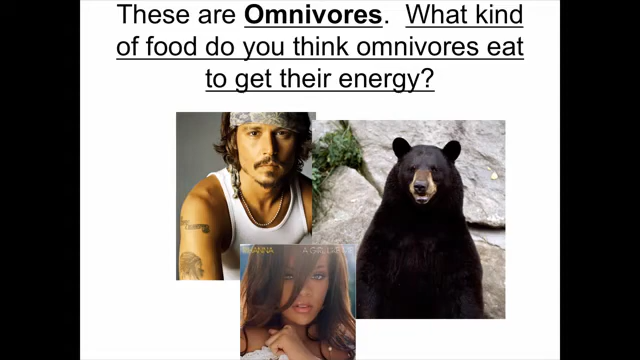 These are Omnivores. What kind
of food do you think omnivores eat
to get their energy?